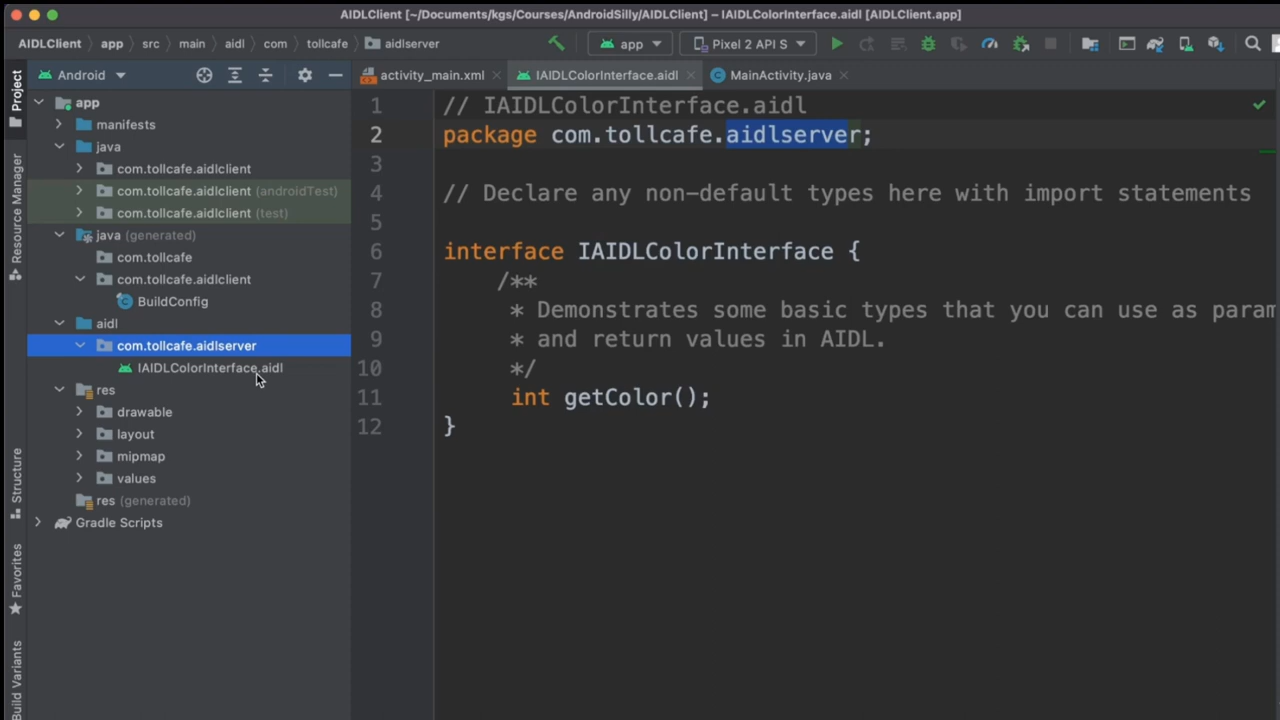 AIDLClient [~/Documents/kgs/Courses/AndroidSilly/AIDLClient] – IAIDLColorInterface.aidl [AIDLClient.app]
AIDLClient app src main aidl com tollcafe aidlserver app Pixel 2 API S
Project
Resource Manager
Structure
Favorites
Build Variants
Android
app
manifests
java
com.tollcafe.aidlclient
com.tollcafe.aidlclient (androidTest)
com.tollcafe.aidlclient (test)
java (generated)
com.tollcafe
com.tollcafe.aidlclient
BuildConfig
aidl
com.tollcafe.aidlserver
IAIDLColorInterface.aidl
res
drawable
layout
mipmap
values
res (generated)
Gradle Scripts
activity_main.xml IAIDLColorInterface.aidl MainActivity.java
1 // IAIDLColorInterface.aidl
2 package com.tollcafe.aidlserver;
3
4 // Declare any non-default types here with import statements
5
6 interface IAIDLColorInterface {
7 /**
8 * Demonstrates some basic types that you can use as param
9 * and return values in AIDL.
10 */
11 int getColor();
12 }